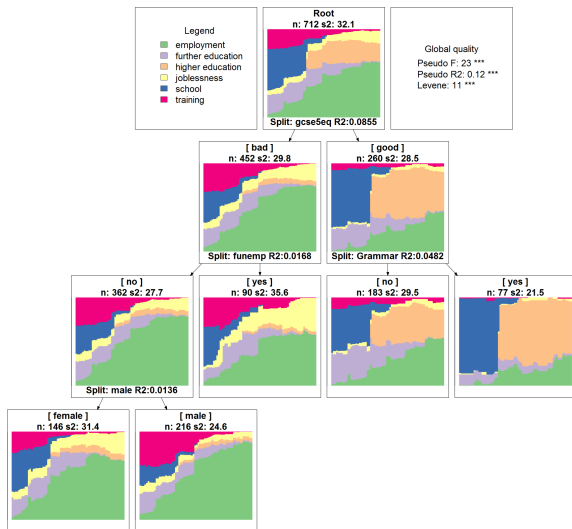 Legend
employment
further education
higher education
joblessness
school
training
Root
n: 712 s2: 32.1
Split: gcse5eq R2:0.0855
Global quality
Pseudo F: 23 ***
Pseudo R2: 0.12 ***
Levene: 11 ***
[ bad ]
n: 452 s2: 29.8
Split: funemp R2:0.0168
[ good ]
n: 260 s2: 28.5
Split: Grammar R2:0.0482
[ no ]
n: 362 s2: 27.7
Split: male R2:0.0136
[ yes ]
n: 90 s2: 35.6
[ no ]
n: 183 s2: 29.5
[ yes ]
n: 77 s2: 21.5
[ female ]
n: 146 s2: 31.4
[ male ]
n: 216 s2: 24.6